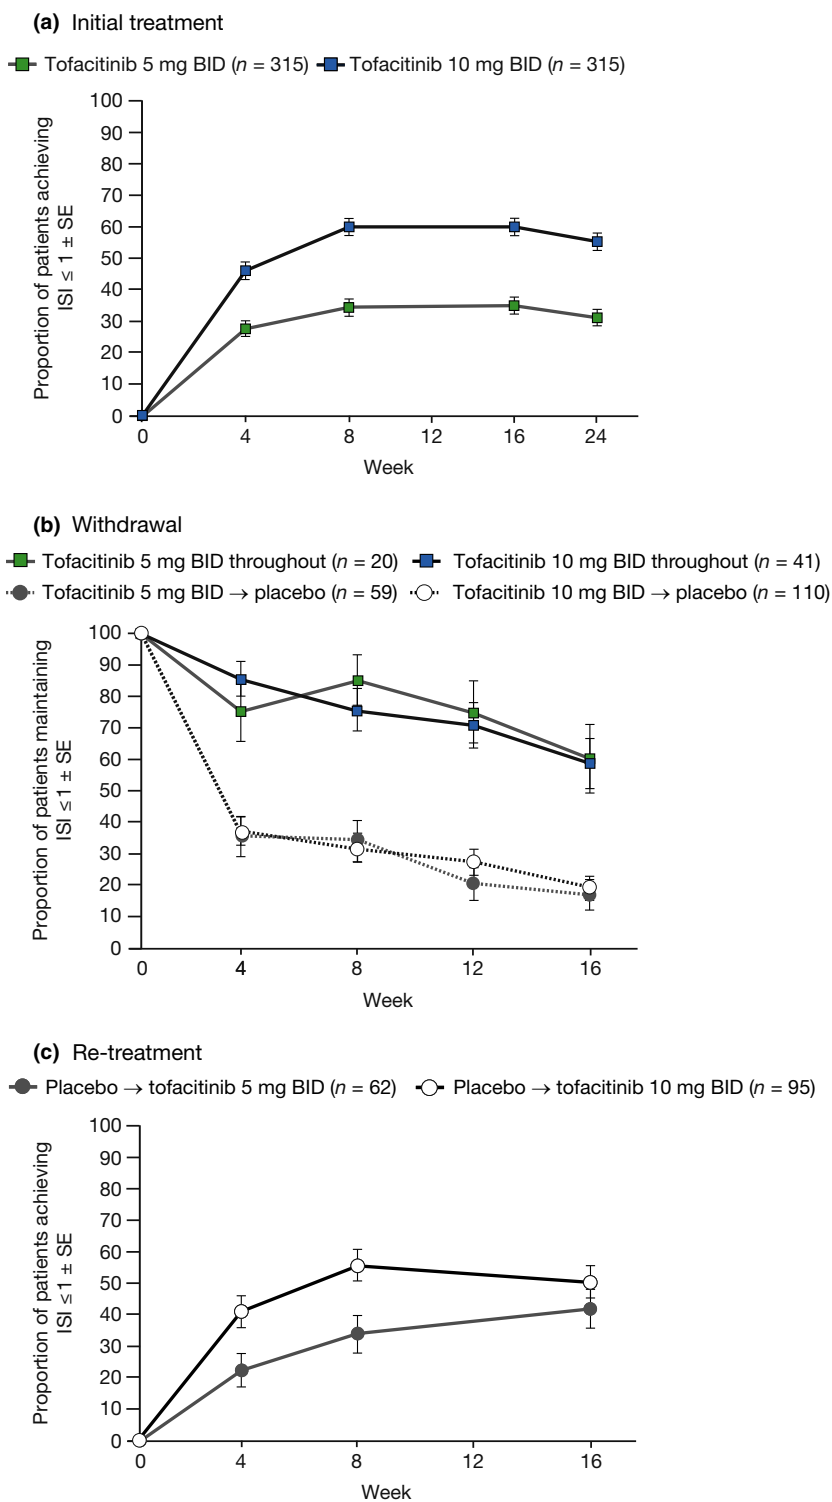 (a) Initial treatment
Tofacitinib 5 mg BID (n = 315) Tofacitinib 10 mg BID (n = 315)
Proportion of patients achieving
ISI ≤ 1 ± SE
100
90
80
70
60
50
40
30
20
10
0
0 4 8 12 16 24
Week
(b) Withdrawal
Tofacitinib 5 mg BID throughout (n = 20) Tofacitinib 10 mg BID throughout (n = 41)
Tofacitinib 5 mg BID → placebo (n = 59) Tofacitinib 10 mg BID → placebo (n = 110)
Proportion of patients maintaining
ISI ≤ 1 ± SE
100
90
80
70
60
50
40
30
20
10
0
0 4 8 12 16
Week
(c) Re-treatment
Placebo → tofacitinib 5 mg BID (n = 62) Placebo → tofacitinib 10 mg BID (n = 95)
Proportion of patients achieving
ISI ≤ 1 ± SE
100
90
80
70
60
50
40
30
20
10
0
0 4 8 12 16
Week